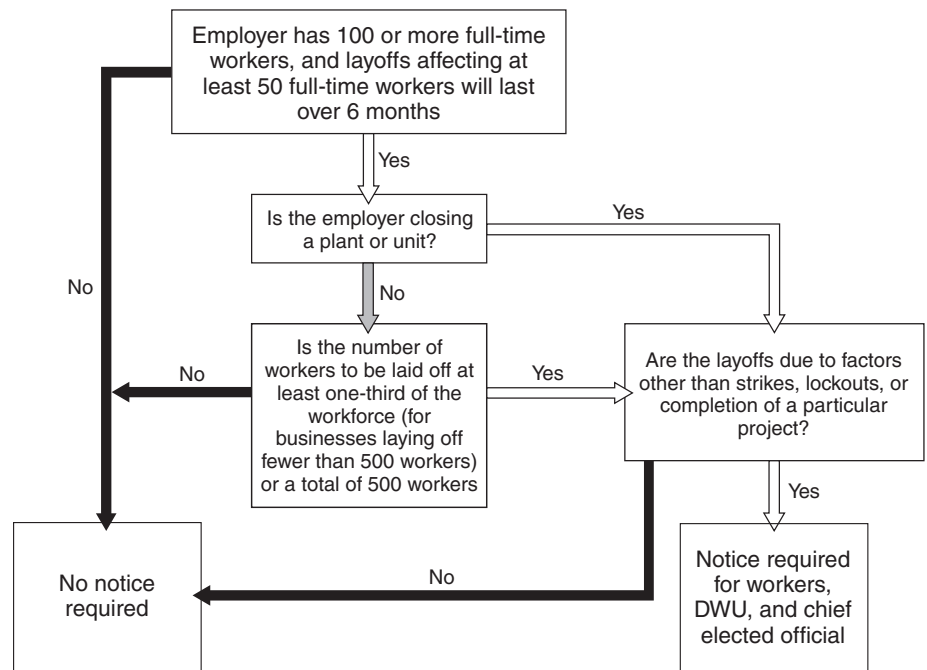 Employer has 100 or more full-time
workers, and layoffs affecting at
least 50 full-time workers will last
over 6 months
Yes
Is the employer closing
a plant or unit?
Yes
No
No
Is the number of
workers to be laid off at
least one-third of the
workforce (for
businesses laying off
fewer than 500 workers)
or a total of 500 workers
No
Yes
Are the layoffs due to factors
other than strikes, lockouts, or
completion of a particular
project?
Yes
No
No notice
required
Notice required
for workers,
DWU, and chief
elected official